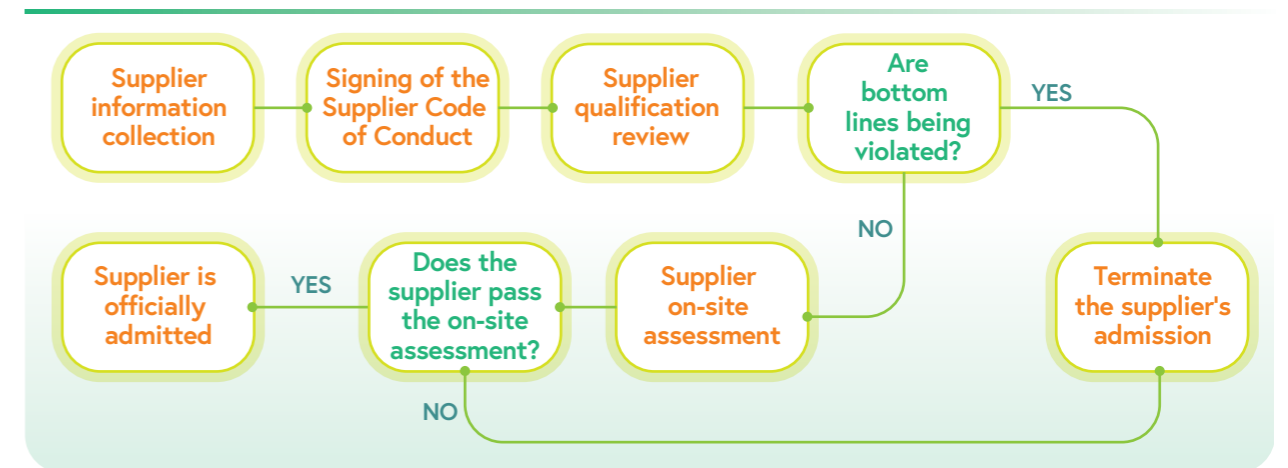 Supplier
information
collection
Signing of the
Supplier Code
of Conduct
Supplier
qualification
review
Are
bottom
lines being
violated?
YES
NO
Supplier is
officially
admitted
YES
Does the
supplier pass
the on-site
assessment?
Supplier
on-site
assessment
Terminate
the supplier's
admission
NO